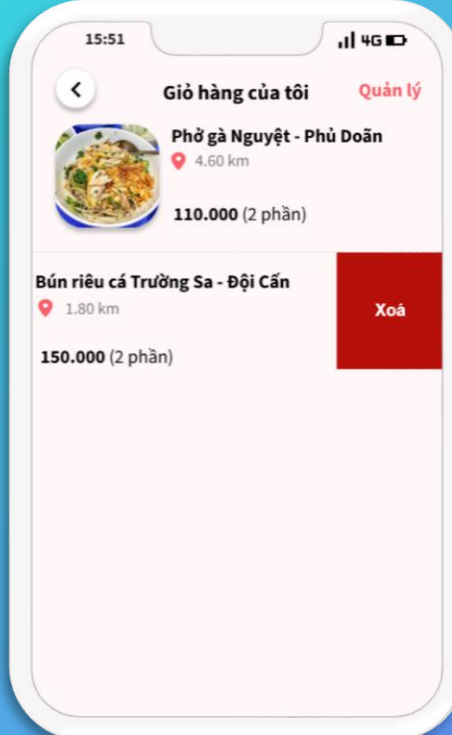 15:51
4G
Giỏ hàng của tôi
Quản lý
Phở gà Nguyệt - Phủ Doãn
4.60 km
110.000 (2 phần)
Bún riêu cá Trường Sa - Đội Cấn
1.80 km
Xoá
150.000 (2 phần)